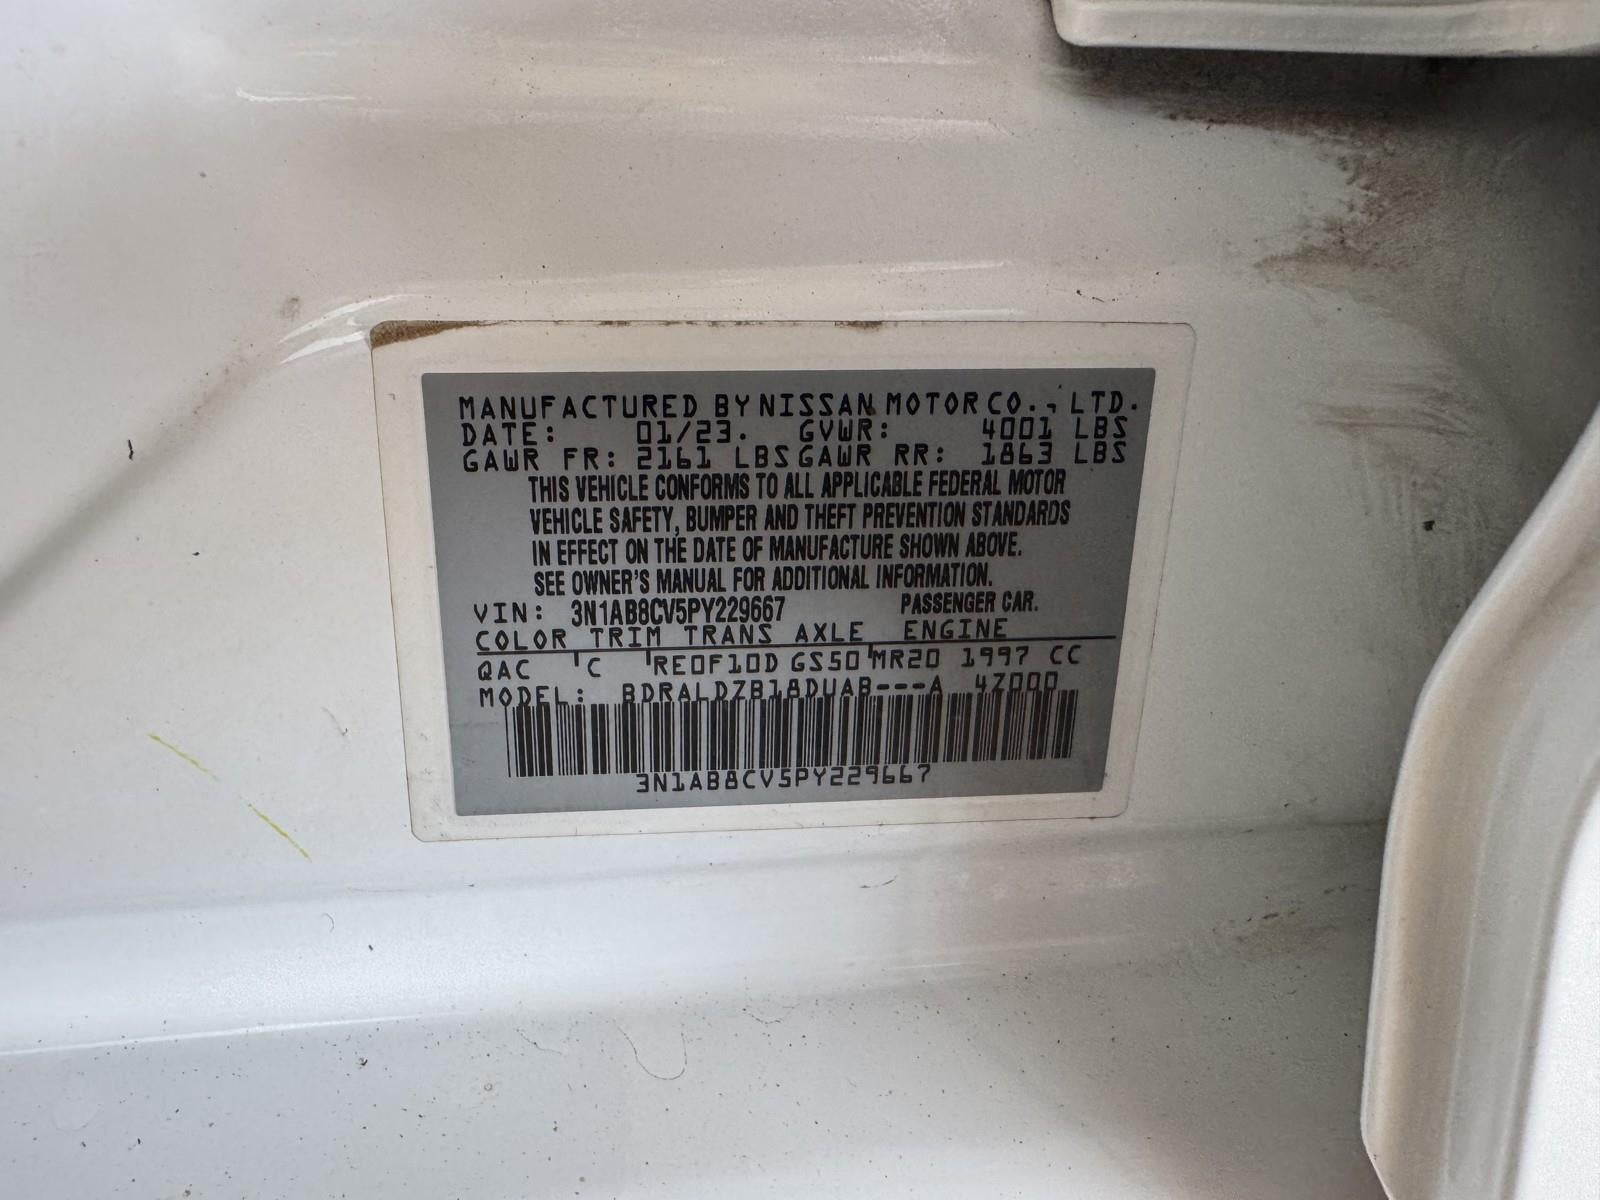 MANUFACTURED BY NISSAN MOTOR CO., LTD.
DATE: 01/23. GVWR: 4001 LBS
GAWR FR: 2161 LBS GAWR RR: 1863 LBS
THIS VEHICLE CONFORMS TO ALL APPLICABLE FEDERAL MOTOR
VEHICLE SAFETY, BUMPER AND THEFT PREVENTION STANDARDS
IN EFFECT ON THE DATE OF MANUFACTURE SHOWN ABOVE.
SEE OWNER'S MANUAL FOR ADDITIONAL INFORMATION.
VIN: 3N1AB8CV5PY229667 PASSENGER CAR.
COLOR TRIM TRANS AXLE ENGINE
QAC C RE0F10D GS50 MR20 1997 CC
MODEL: BDRALDZB18DUAB---A 4Z000
3N1AB8CV5PY229667